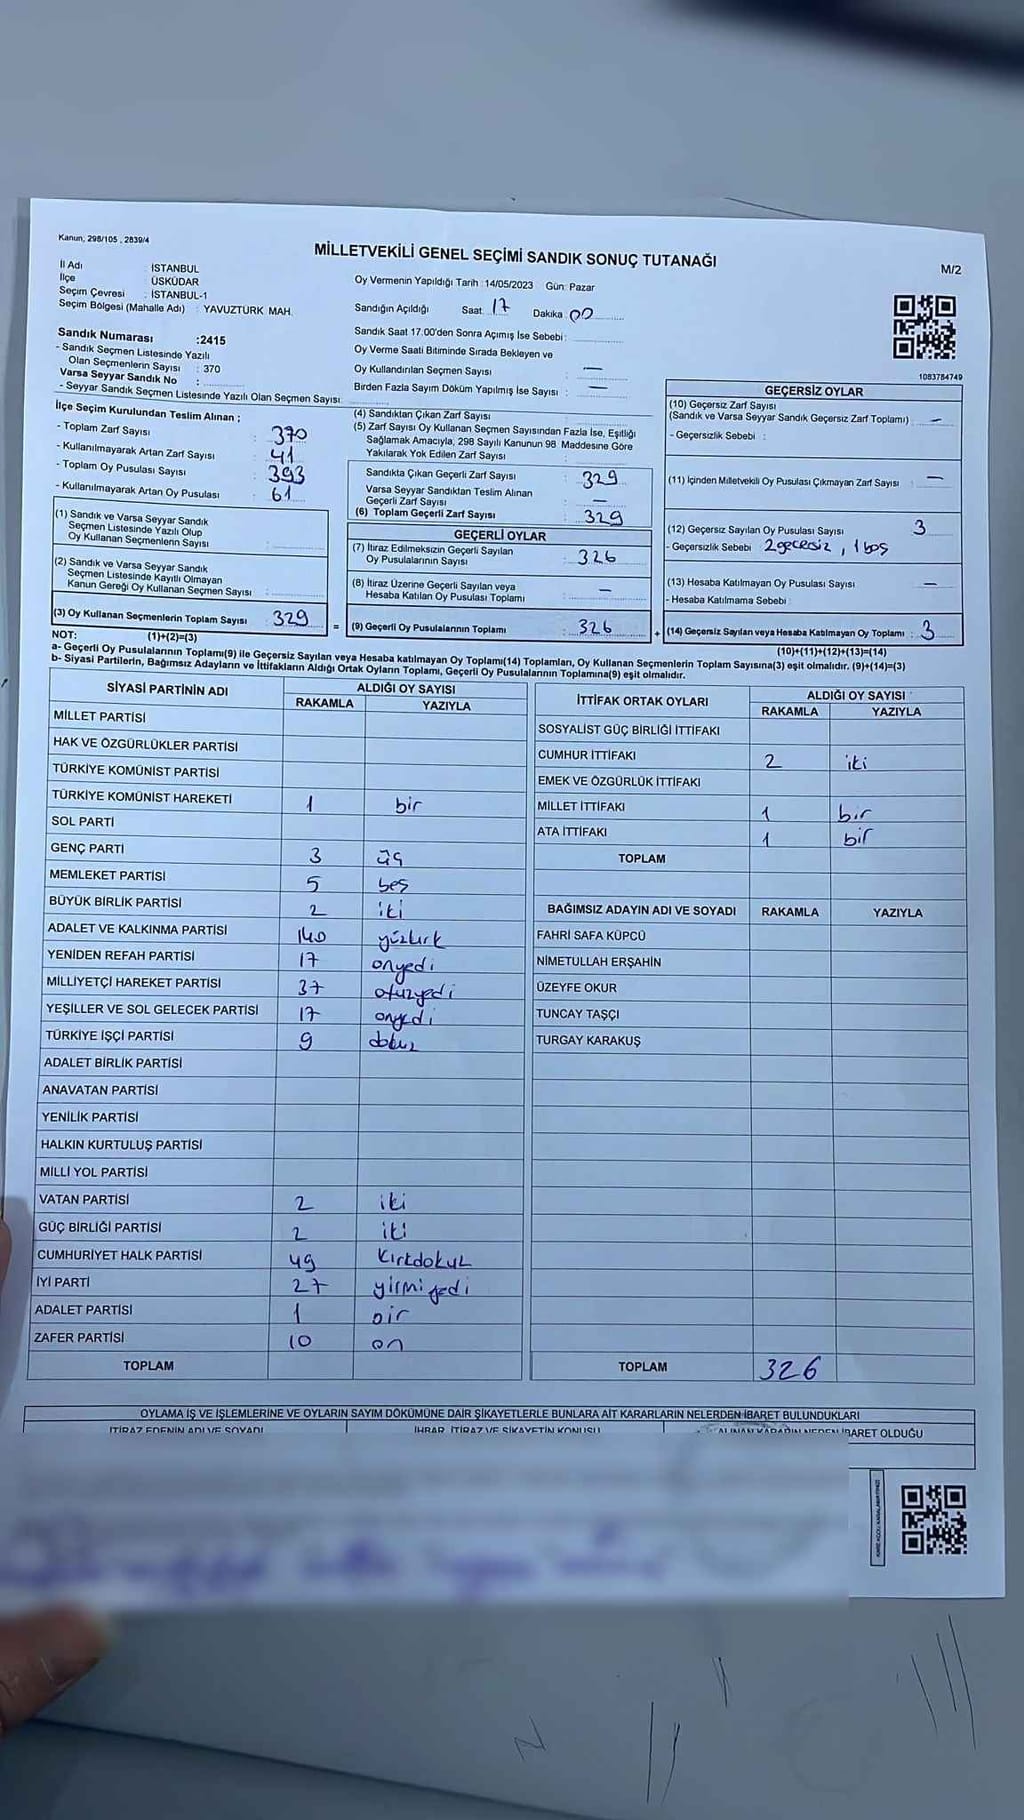 Kanun, 298/105 , 2839/4
MİLLETVEKİLİ GENEL SEÇİMİ SANDIK SONUÇ TUTANAĞI
M/2
İl Adı : İSTANBUL
İlçe : ÜSKÜDAR
Seçim Çevresi : İSTANBUL-1
Seçim Bölgesi (Mahalle Adı) : YAVUZTÜRK MAH.
Oy Vermenin Yapıldığı Tarih : 14/05/2023 Gün: Pazar
Sandığın Açıldığı Saat : 17 Dakika : 00
Sandık Saat 17.00'den Sonra Açımış İse Sebebi :
Oy Verme Saati Bitiminde Sırada Bekleyen ve
Oy Kullandırılan Seçmen Sayısı : —
Birden Fazla Sayım Döküm Yapılmış İse Sayısı : —
1083784749
Sandık Numarası :2415
- Sandık Seçmen Listesinde Yazılı
Olan Seçmenlerin Sayısı : 370
Varsa Seyyar Sandık No :
- Seyyar Sandık Seçmen Listesinde Yazılı Olan Seçmen Sayısı:
İlçe Seçim Kurulundan Teslim Alınan ;
- Toplam Zarf Sayısı : 370
- Kullanılmayarak Artan Zarf Sayısı : 41
- Toplam Oy Pusulası Sayısı : 393
- Kullanılmayarak Artan Oy Pusulası : 61
(1) Sandık ve Varsa Seyyar Sandık
Seçmen Listesinde Yazılı Olup
Oy Kullanan Seçmenlerin Sayısı :
(2) Sandık ve Varsa Seyyar Sandık
Seçmen Listesinde Kayıtlı Olmayan
Kanun Gereği Oy Kullanan Seçmen Sayısı :
(3) Oy Kullanan Seçmenlerin Toplam Sayısı : 329
(1)+(2)=(3)
(4) Sandıktan Çıkan Zarf Sayısı :
(5) Zarf Sayısı Oy Kullanan Seçmen Sayısından Fazla İse, Eşitliği
Sağlamak Amacıyla, 298 Sayılı Kanunun 98. Maddesine Göre
Yakılarak Yok Edilen Zarf Sayısı :
Sandıkta Çıkan Geçerli Zarf Sayısı : 329
Varsa Seyyar Sandıktan Teslim Alınan
Geçerli Zarf Sayısı : —
(6) Toplam Geçerli Zarf Sayısı : 329
GEÇERLİ OYLAR
(7) İtiraz Edilmeksizin Geçerli Sayılan
Oy Pusulalarının Sayısı : 326
(8) İtiraz Üzerine Geçerli Sayılan veya
Hesaba Katılan Oy Pusulası Toplamı : —
= (9) Geçerli Oy Pusulalarının Toplamı : 326
GEÇERSİZ OYLAR
(10) Geçersiz Zarf Sayısı
(Sandık ve Varsa Seyyar Sandık Geçersiz Zarf Toplamı) : —
- Geçersizlik Sebebi :
(11) İçinden Milletvekili Oy Pusulası Çıkmayan Zarf Sayısı : —
(12) Geçersiz Sayılan Oy Pusulası Sayısı : 3
- Geçersizlik Sebebi : 2 gecersiz , 1 boş
(13) Hesaba Katılmayan Oy Pusulası Sayısı : —
- Hesaba Katılmama Sebebi :
+ (14) Geçersiz Sayılan veya Hesaba Katılmayan Oy Toplamı : 3
(10)+(11)+(12)+(13)=(14)
NOT:
a- Geçerli Oy Pusulalarının Toplamı(9) ile Geçersiz Sayılan veya Hesaba katılmayan Oy Toplamı(14) Toplamları, Oy Kullanan Seçmenlerin Toplam Sayısına(3) eşit olmalıdır. (9)+(14)=(3)
b- Siyasi Partilerin, Bağımsız Adayların ve İttifakların Aldığı Ortak Oyların Toplamı, Geçerli Oy Pusulalarının Toplamına(9) eşit olmalıdır.
SİYASİ PARTİNİN ADI ALDIĞI OY SAYISI
RAKAMLA YAZIYLA
MİLLET PARTİSİ
HAK VE ÖZGÜRLÜKLER PARTİSİ
TÜRKİYE KOMÜNİST PARTİSİ
TÜRKİYE KOMÜNİST HAREKETİ 1 bir
SOL PARTİ
GENÇ PARTİ 3 üç
MEMLEKET PARTİSİ 5 beş
BÜYÜK BİRLİK PARTİSİ 2 iki
ADALET VE KALKINMA PARTİSİ 140 yüzkırk
YENİDEN REFAH PARTİSİ 17 onyedi
MİLLİYETÇİ HAREKET PARTİSİ 37 otuzyedi
YEŞİLLER VE SOL GELECEK PARTİSİ 17 onyedi
TÜRKİYE İŞÇİ PARTİSİ 9 dokuz
ADALET BİRLİK PARTİSİ
ANAVATAN PARTİSİ
YENİLİK PARTİSİ
HALKIN KURTULUŞ PARTİSİ
MİLLİ YOL PARTİSİ
VATAN PARTİSİ 2 iki
GÜÇ BİRLİĞİ PARTİSİ 2 iki
CUMHURİYET HALK PARTİSİ 49 Kırkdokuz
İYİ PARTİ 27 yirmi yedi
ADALET PARTİSİ 1 bir
ZAFER PARTİSİ 10 on
TOPLAM
İTTİFAK ORTAK OYLARI ALDIĞI OY SAYISI
RAKAMLA YAZIYLA
SOSYALİST GÜÇ BİRLİĞİ İTTİFAKI
CUMHUR İTTİFAKI 2 iki
EMEK VE ÖZGÜRLÜK İTTİFAKI
MİLLET İTTİFAKI 1 bir
ATA İTTİFAKI 1 bir
TOPLAM
BAĞIMSIZ ADAYIN ADI VE SOYADI RAKAMLA YAZIYLA
FAHRİ SAFA KÜPCÜ
NİMETULLAH ERŞAHİN
ÜZEYFE OKUR
TUNCAY TAŞÇI
TURGAY KARAKUŞ
TOPLAM 326
OYLAMA İŞ VE İŞLEMLERİNE VE OYLARIN SAYIM DÖKÜMÜNE DAİR ŞİKAYETLERLE BUNLARA AİT KARARLARIN NELERDEN İBARET BULUNDUKLARI
İTİRAZ EDENİN ADI VE SOYADI İHBAR, İTİRAZ VE ŞİKAYETİN KONUSU ALINAN KARARIN NEDEN İBARET OLDUĞU